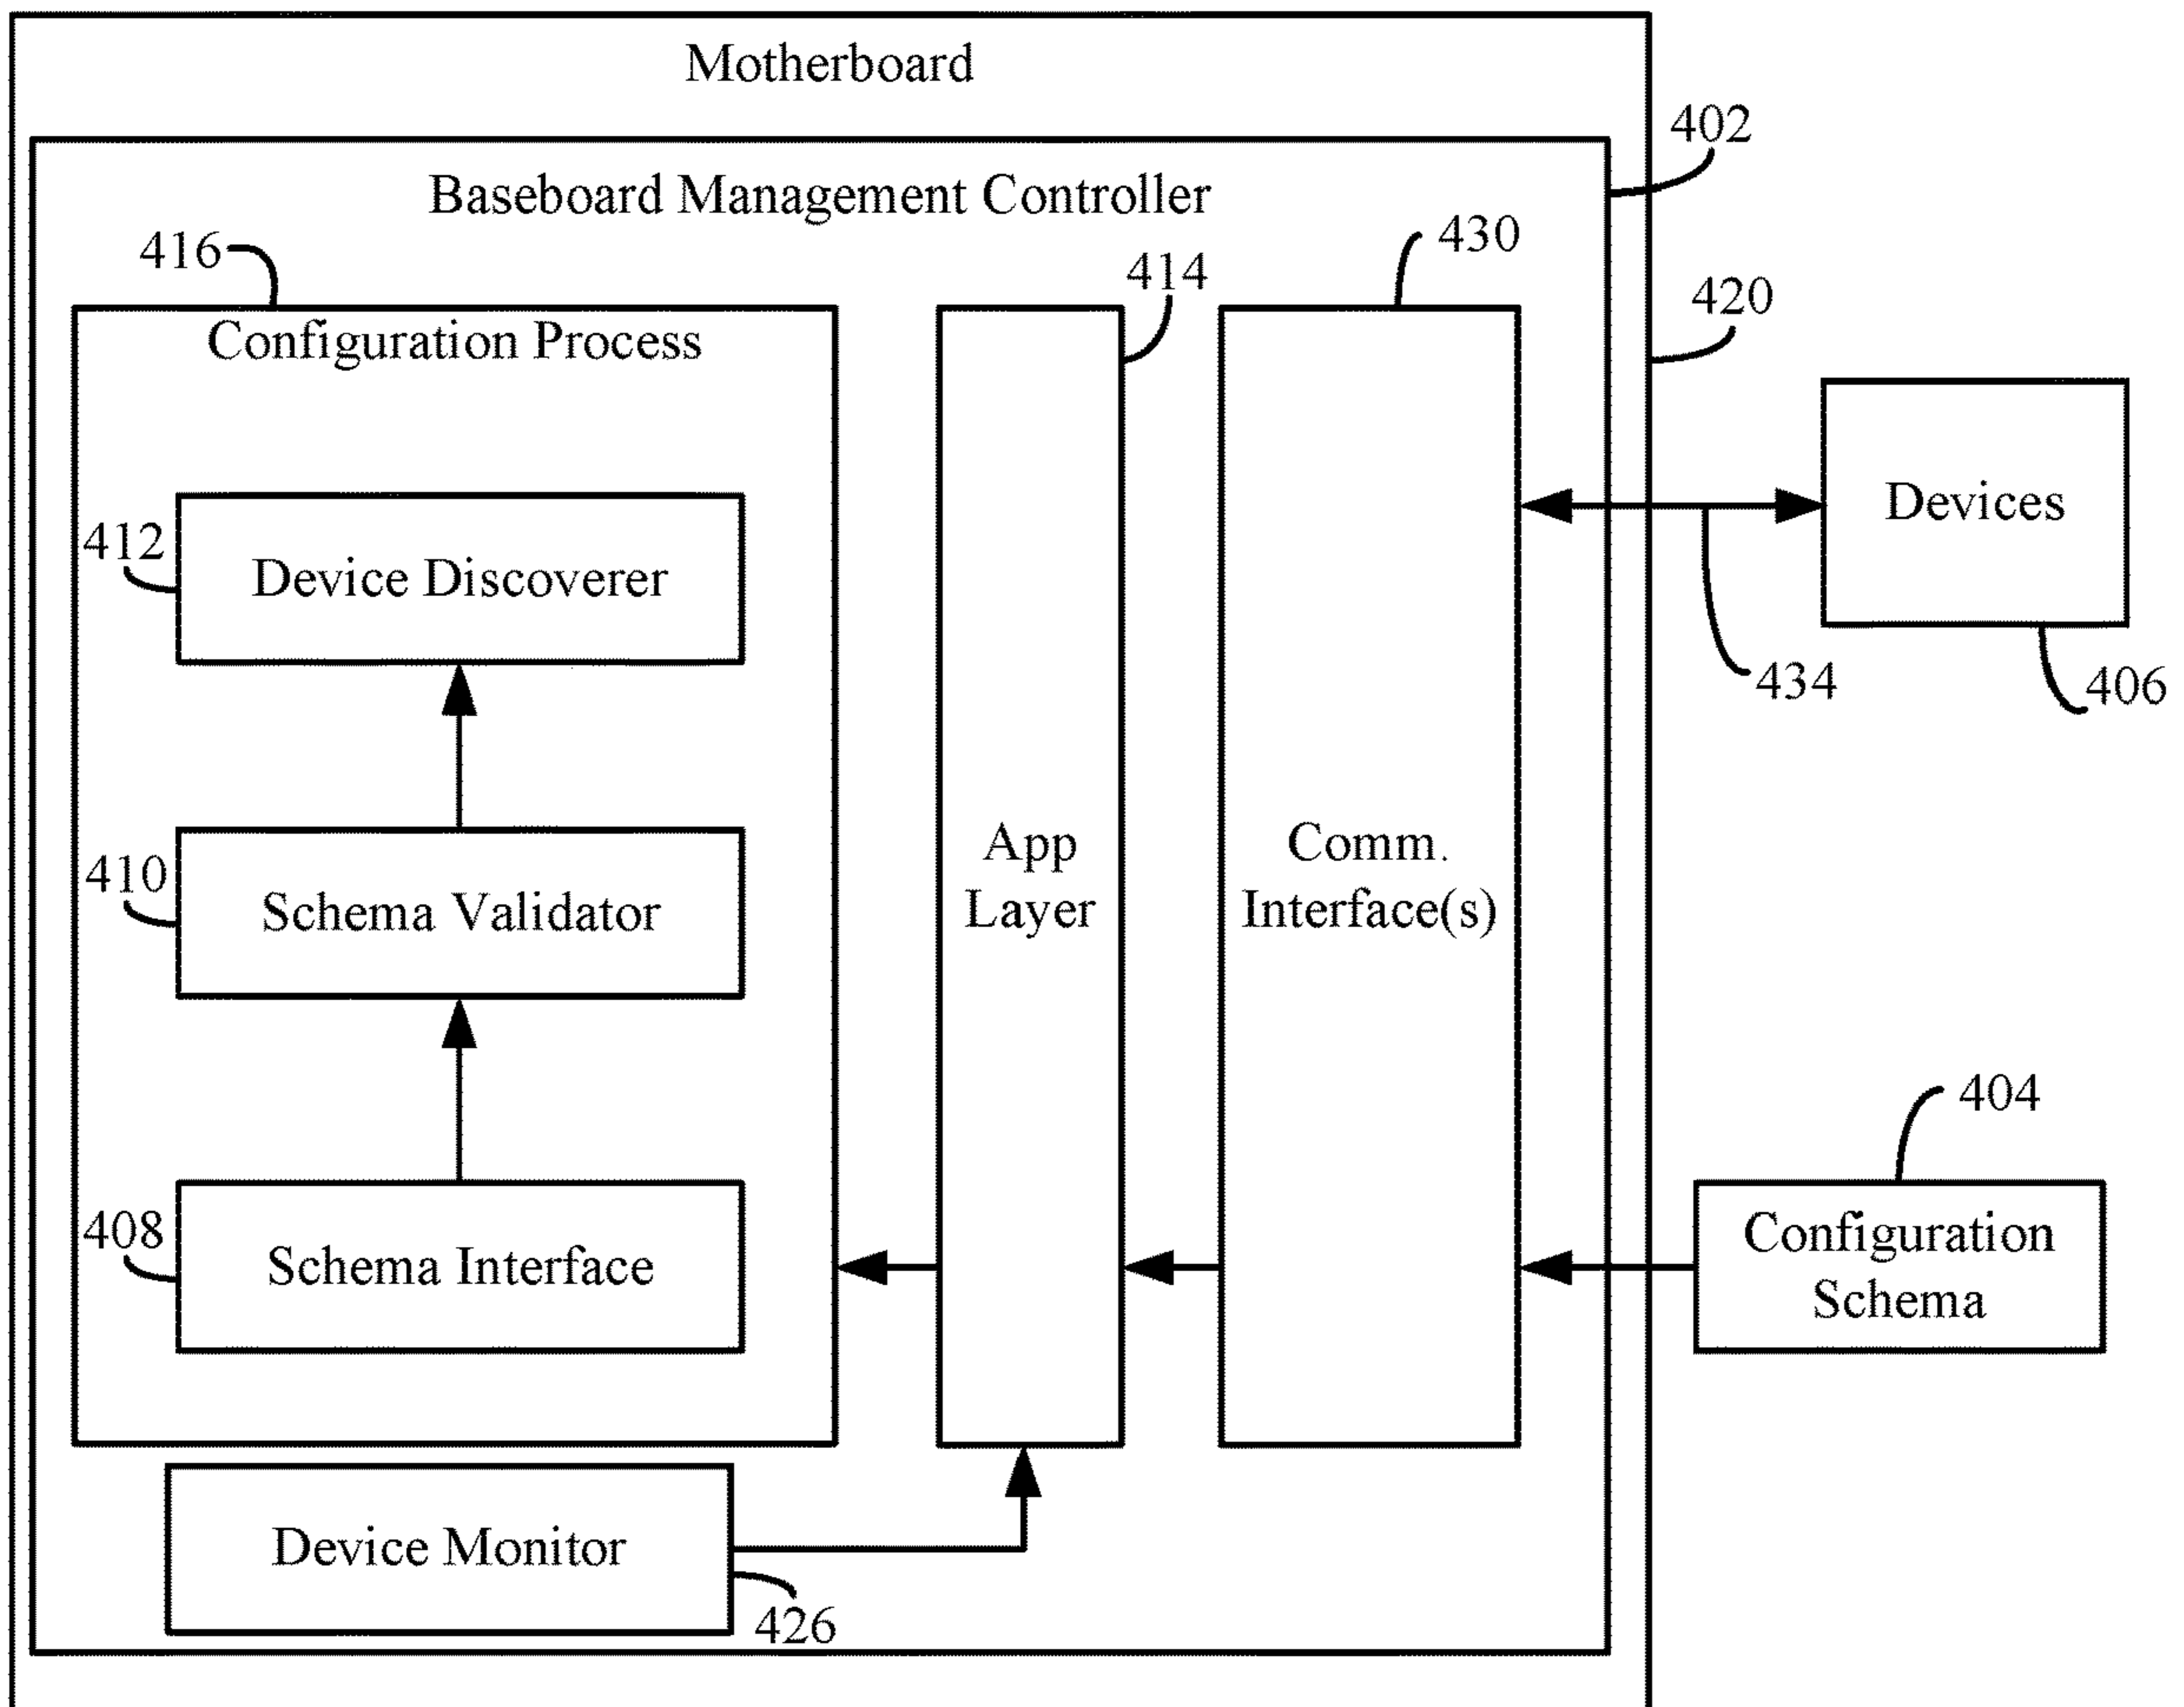 Motherboard
402
Baseboard Management Controller
416
430
414
420
Configuration Process
Devices
412
Device Discoverer
434
406
App
Layer
Comm.
Interface(s)
410
Schema Validator
404
408
Schema Interface
Configuration
Schema
Device Monitor
426